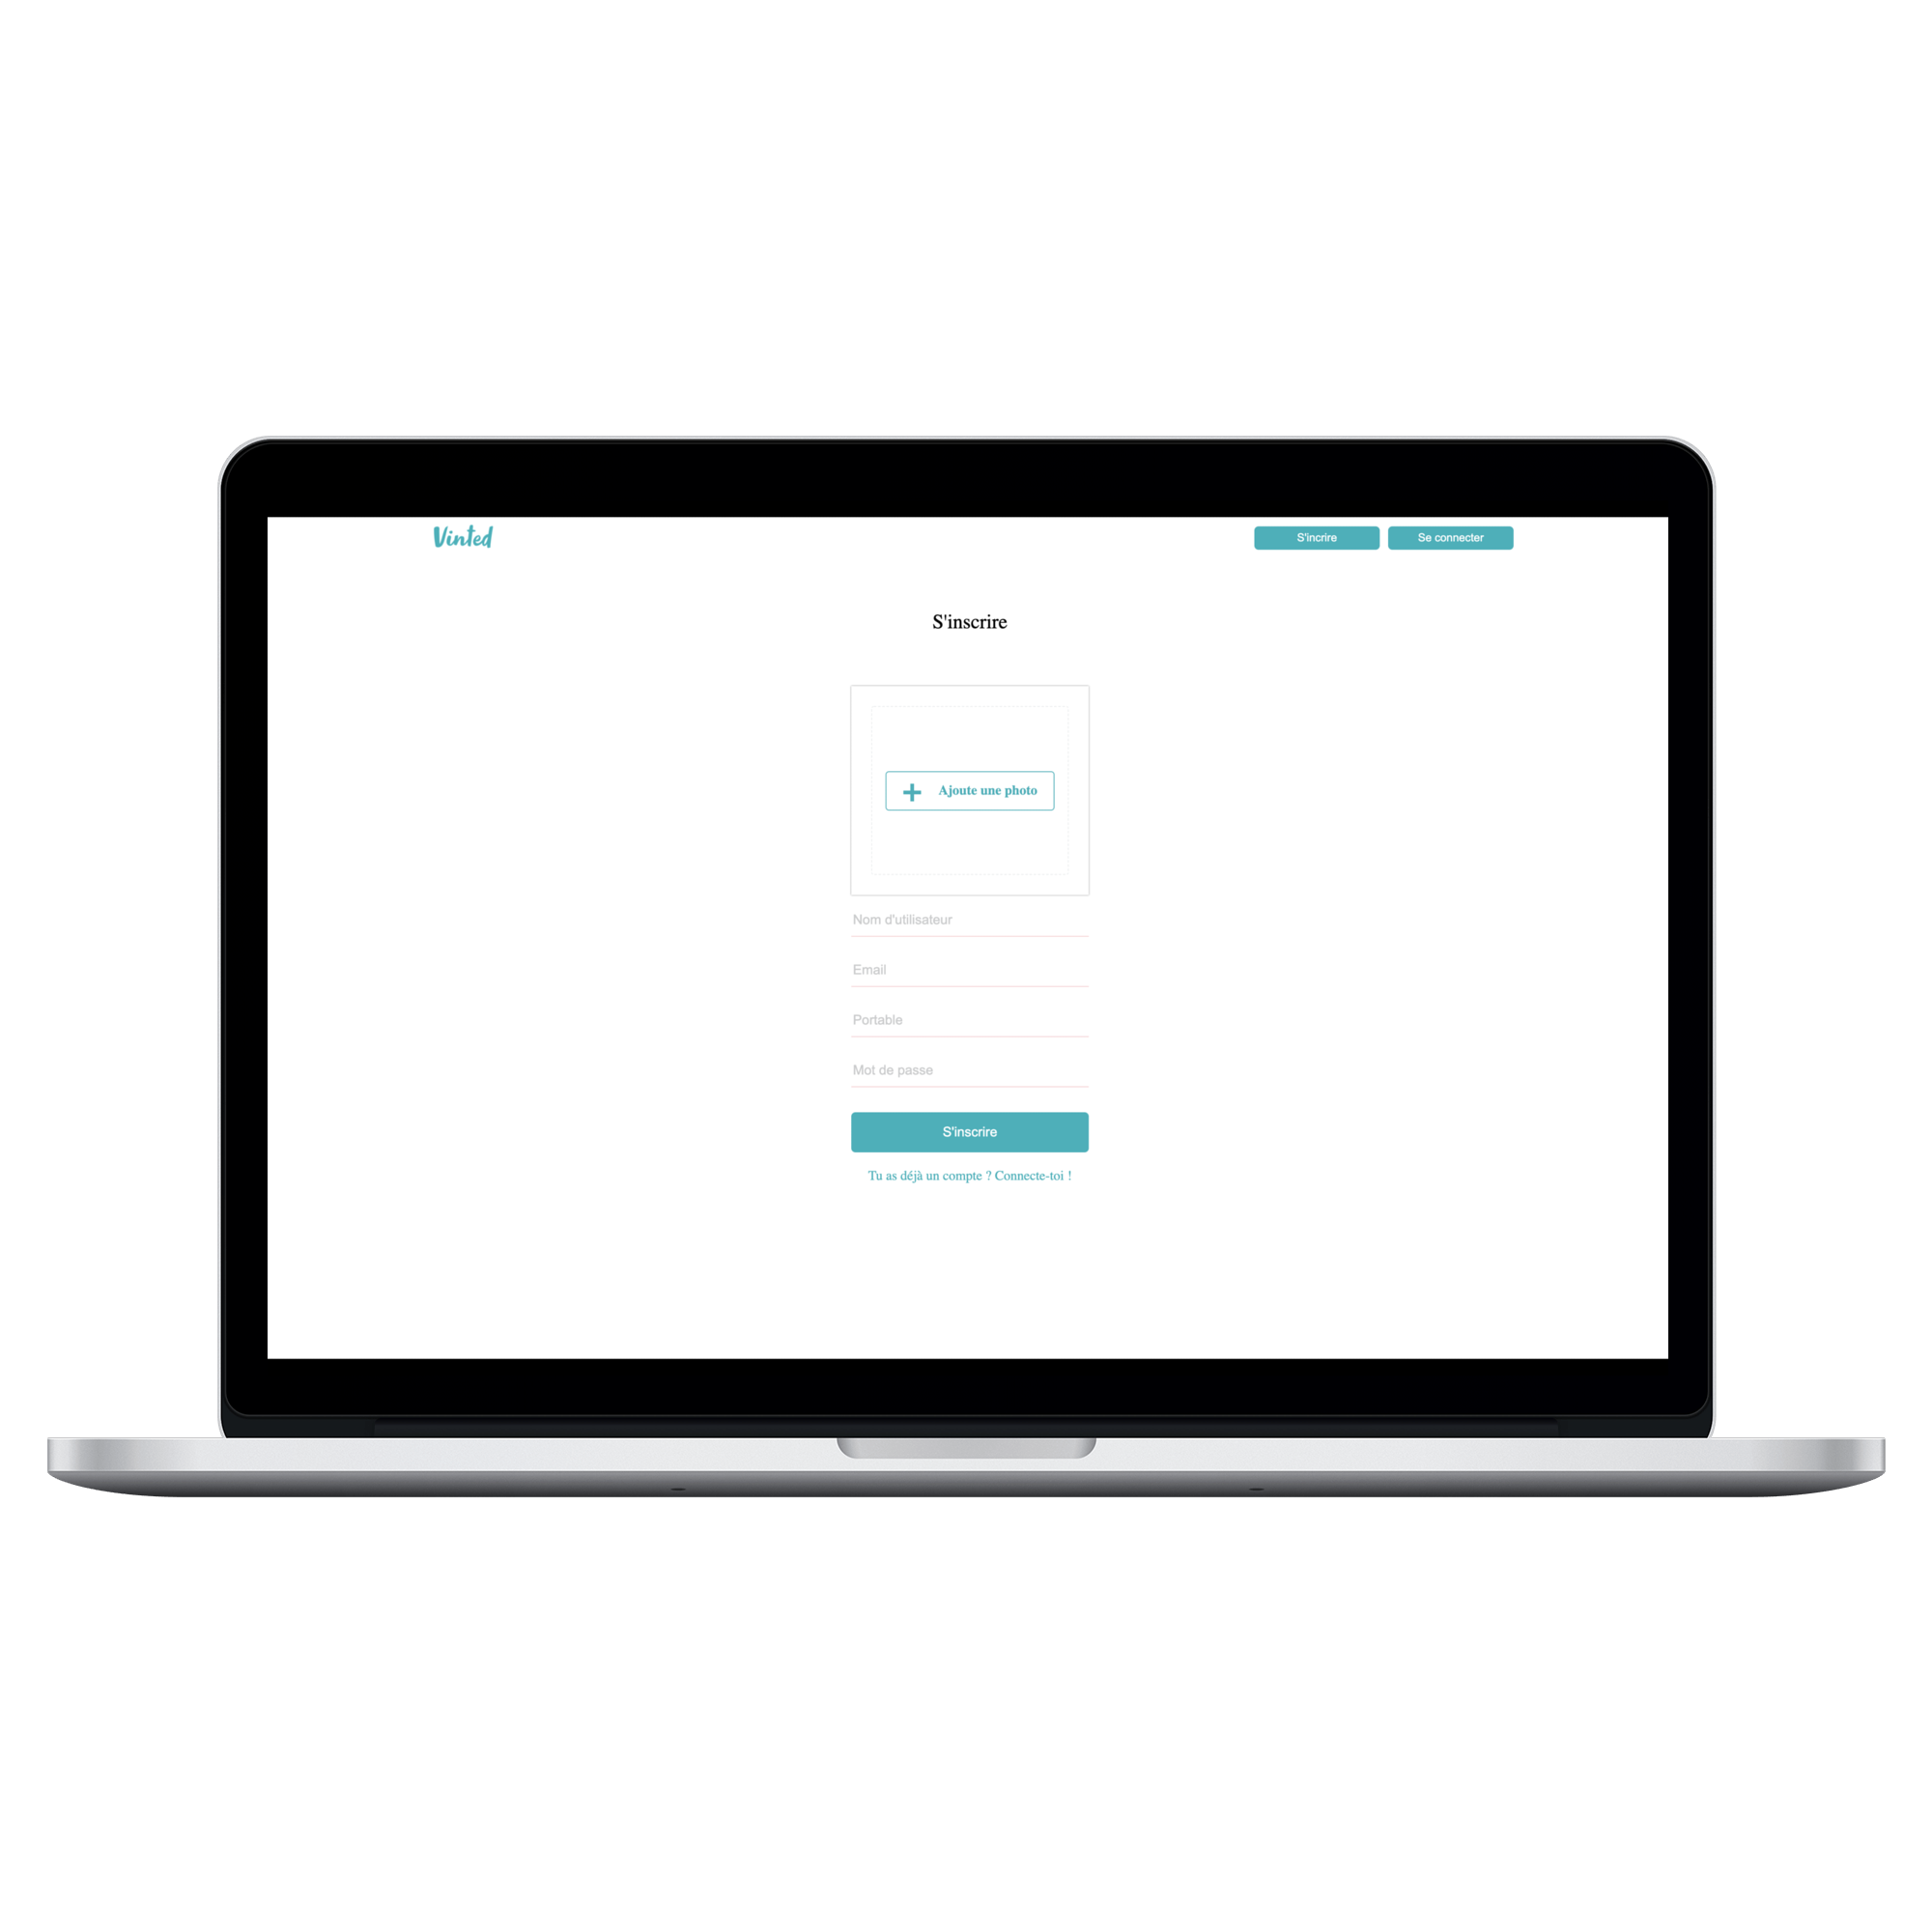 Vinted
S'incrire
Se connecter
S'inscrire
Ajoute une photo
Nom d'utilisateur
Email
Portable
Mot de passe
S'inscrire
Tu as déjà un compte ? Connecte-toi !